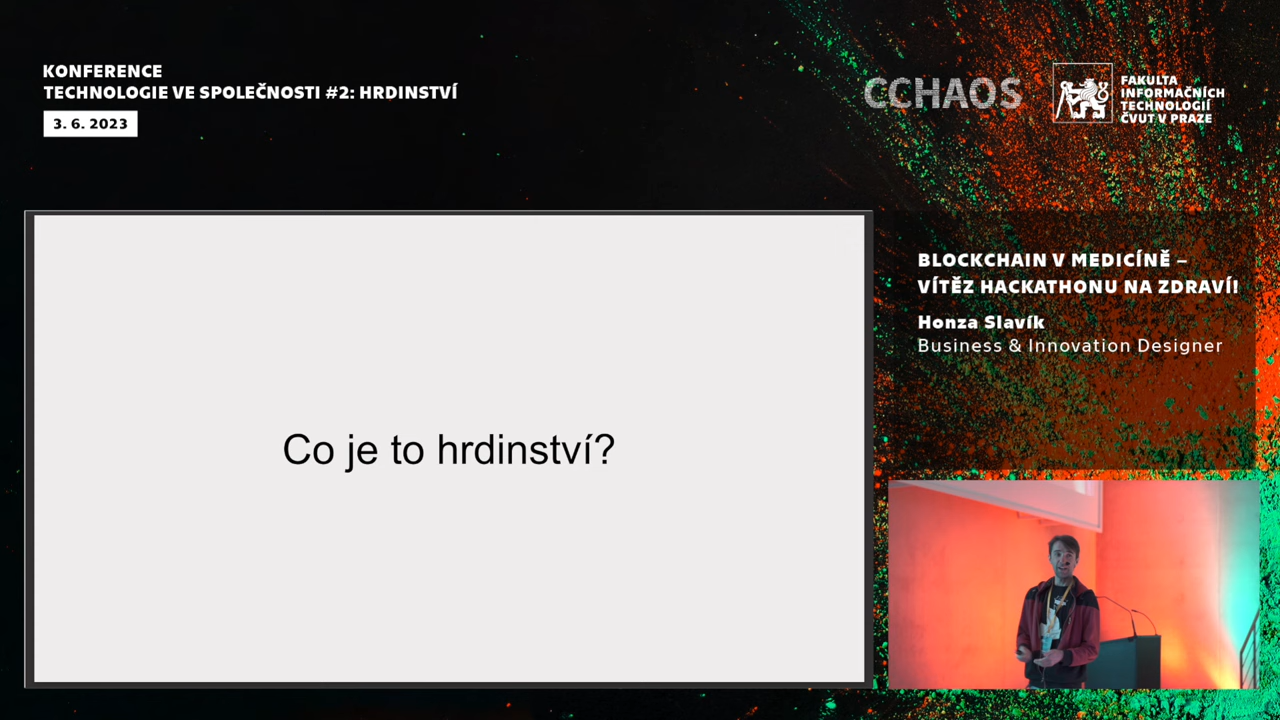 KONFERENCE
TECHNOLOGIE VE SPOLEČNOSTI #2: HRDINSTVÍ
3. 6. 2023
CCHAOS
FAKULTA
INFORMAČNÍCH
TECHNOLOGIÍ
ČVUT V PRAZE
Co je to hrdinství?
BLOCKCHAIN V MEDICÍNĚ –
VÍTĚZ HACKATHONU NA ZDRAVÍ!
Honza Slavík
Business & Innovation Designer